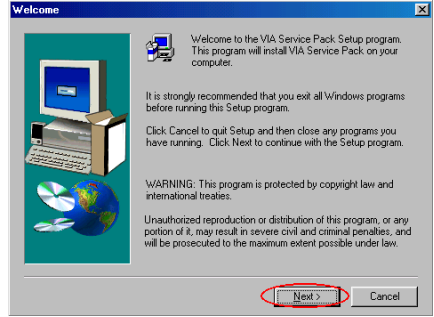 Welcome
Welcome to the VIA Service Pack Setup program.
This program will install VIA Service Pack on your
computer.
It is strongly recommended that you exit all Windows programs
before running this Setup program.
Click Cancel to quit Setup and then close any programs you
have running. Click Next to continue with the Setup program.
WARNING: This program is protected by copyright law and
international treaties.
Unauthorized reproduction or distribution of this program, or any
portion of it, may result in severe civil and criminal penalties, and
will be prosecuted to the maximum extent possible under law.
Next >
Cancel